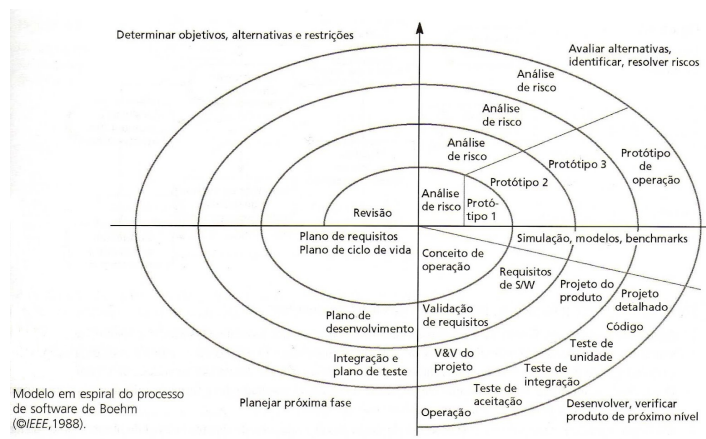 Determinar objetivos, alternativas e restrições
Avaliar alternativas,
identificar, resolver riscos
Análise
de risco
Análise
de risco
Análise
de risco
Análise
de risco
Protó-
tipo 1
Protótipo 2
Protótipo 3
Protótipo
de
operação
Revisão
Plano de requisitos
Plano de ciclo de vida
Simulação, modelos, benchmarks
Conceito de
operação
Requisitos
de S/W
Projeto do
produto
Projeto
detalhado
Código
Plano de
desenvolvimento
Validação
de requisitos
Integração e
plano de teste
V&V do
projeto
Teste de
unidade
Teste de
integração
Teste de
aceitação
Operação
Planejar próxima fase
Desenvolver, verificar
produto de próximo nível
Modelo em espiral do processo
de software de Boehm
(©IEEE,1988).